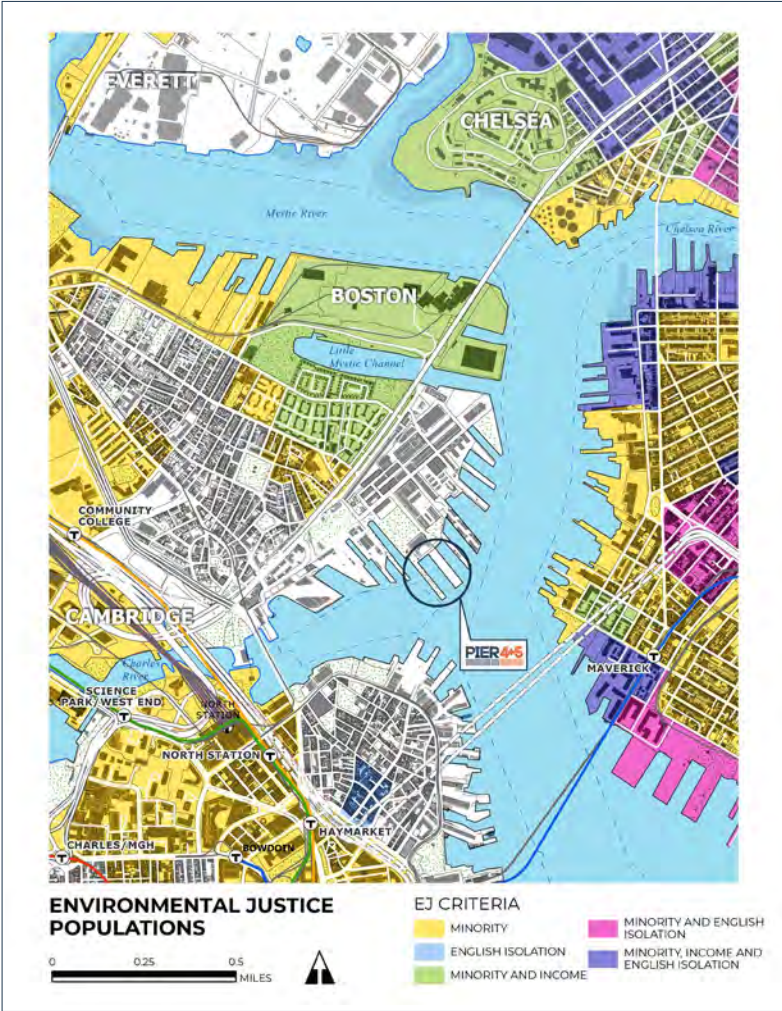 EVERETT
CHELSEA
Mystic River
Chelsea River
BOSTON
Little
Mystic Channel
COMMUNITY
COLLEGE
CAMBRIDGE
PIER 4+5
Charles
River
MAVERICK
SCIENCE
PARK/WEST END
NORTH
STATION
NORTH STATION
HAYMARKET
CHARLES/MGH
BOWDOIN
ENVIRONMENTAL JUSTICE
POPULATIONS
0 0.25 0.5
MILES
T
EJ CRITERIA
MINORITY
ENGLISH ISOLATION
MINORITY AND INCOME
MINORITY AND ENGLISH
ISOLATION
MINORITY, INCOME AND
ENGLISH ISOLATION